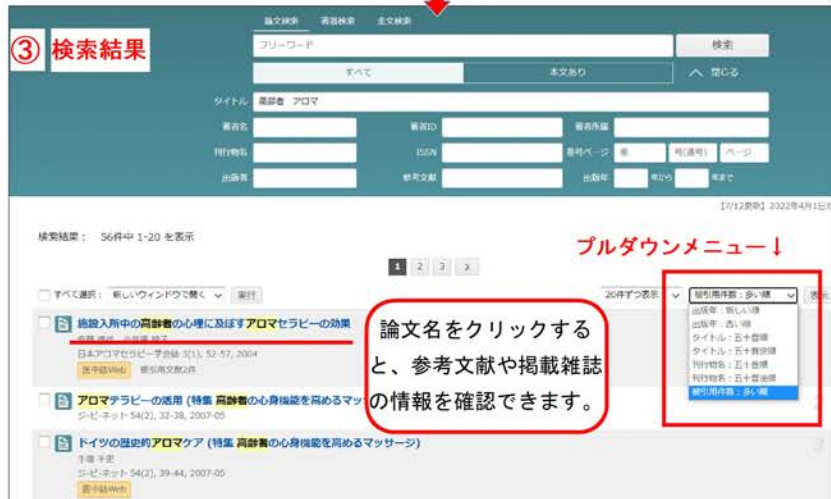 論文検索 著者検索 全文検索
③ 検索結果
フリーワード 検索
すべて 本文あり 閉じる
タイトル 高齢者 アロマ
著者名 著者ID 著者所属
刊行物名 ISSN 巻号ページ 巻 号(通号) ページ
出版者 参考文献 出版年 年から 年まで
【7/12更新】2022年4月1日
検索結果： 56件中 1-20 を表示
プルダウンメニュー↓
1 2 3
すべて選択： 新しいウィンドウで開く 実行
20件ずつ表示 被引用件数：多い順 表示
出版年：新しい順
出版年：古い順
タイトル：五十音順
タイトル：五十音逆順
刊行物名：五十音順
刊行物名：五十音逆順
被引用件数：多い順
施設入所中の高齢者の心理に及ぼすアロマセラピーの効果
日本アロマセラピー学会誌 3(1), 52-57, 2004
医中誌Web 被引用文献2件
論文名をクリックする
と、参考文献や掲載雑誌
の情報を確認できます。
アロマテラピーの活用 (特集 高齢者の心身機能を高めるマッ
ジ-ピ-ネット 54(2), 32-38, 2007-05
ドイツの歴史的アロマケア (特集 高齢者の心身機能を高めるマッサージ)
ジ-ピ-ネット 54(2), 39-44, 2007-05
3
医中誌Web